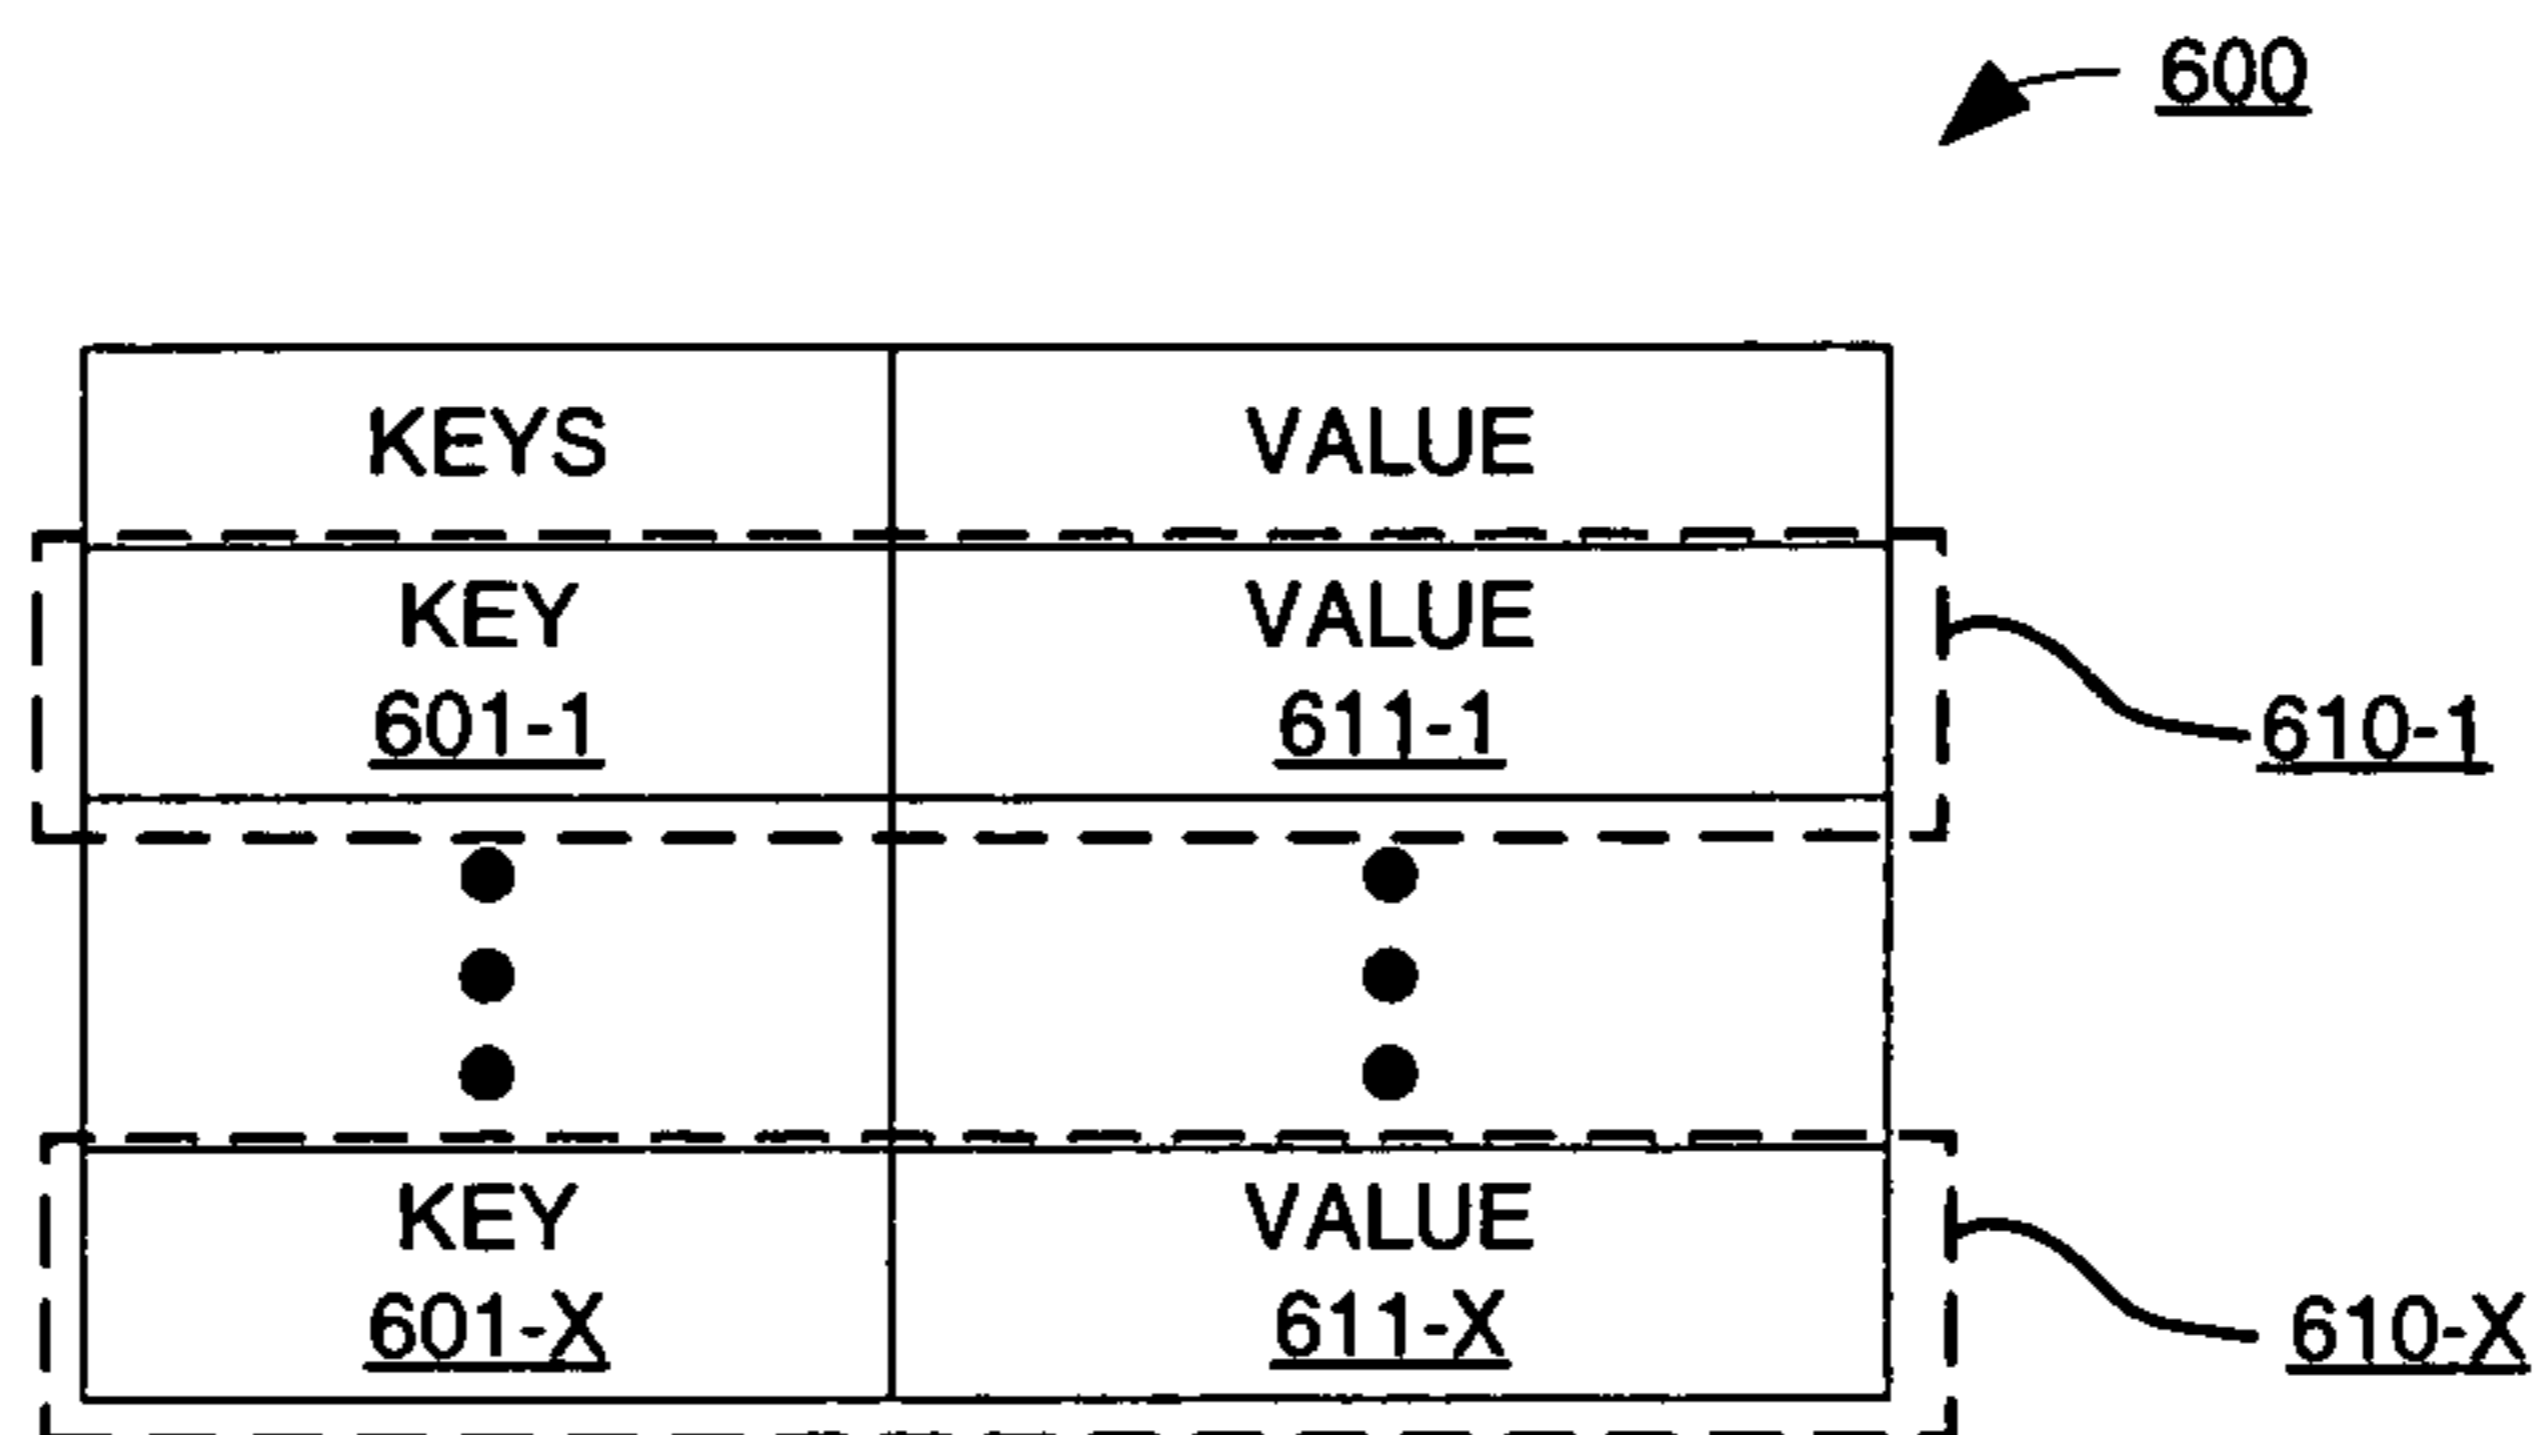 600
KEYS VALUE
KEY VALUE
601-1 611-1
610-1
KEY VALUE
601-X 611-X
610-X